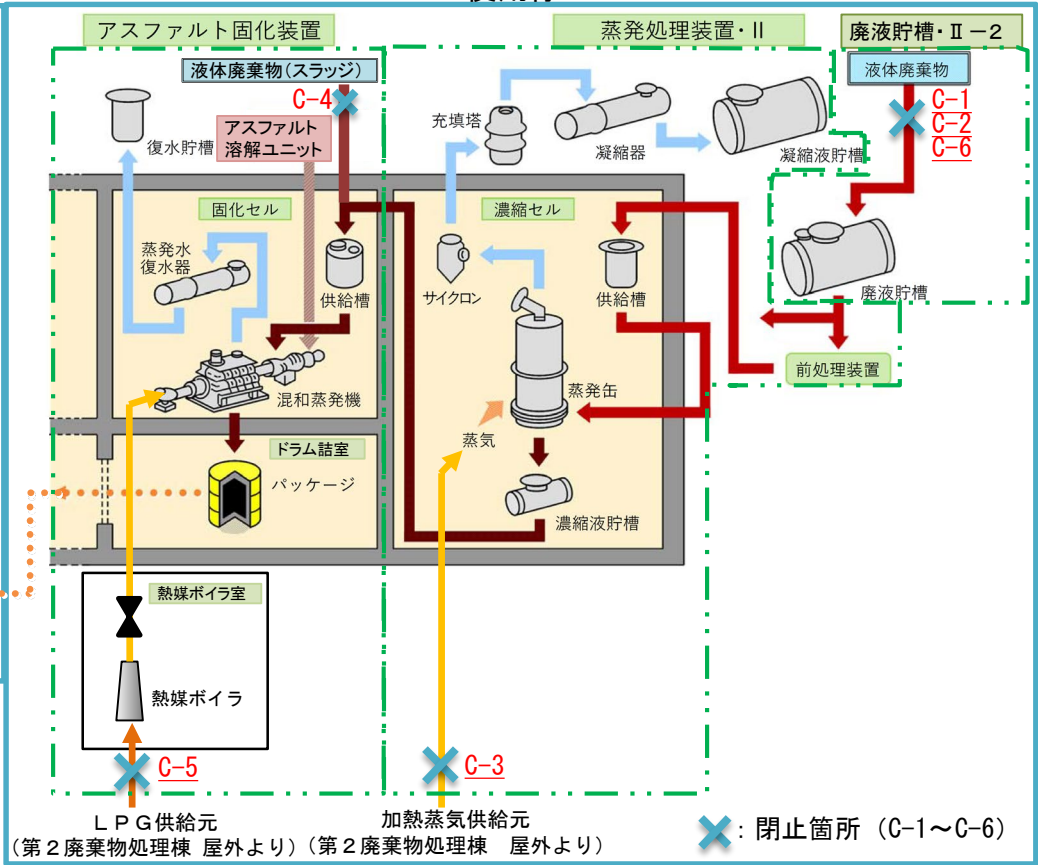 アスファルト固化装置
蒸発処理装置・Ⅱ
廃液貯槽・Ⅱ－２
液体廃棄物(スラッジ)
液体廃棄物
C-4
C-1
C-2
C-6
アスファルト
溶解ユニット
復水貯槽
充填塔
凝縮器
凝縮液貯槽
固化セル
濃縮セル
蒸発水
復水器
供給槽
サイクロン
供給槽
廃液貯槽
前処理装置
混和蒸発機
蒸発缶
蒸気
ドラム詰室
パッケージ
濃縮液貯槽
熱媒ボイラ室
熱媒ボイラ
C-5
C-3
ＬＰＧ供給元
(第２廃棄物処理棟 屋外より)
加熱蒸気供給元
(第２廃棄物処理棟　屋外より)
：閉止箇所（C-1～C-6）